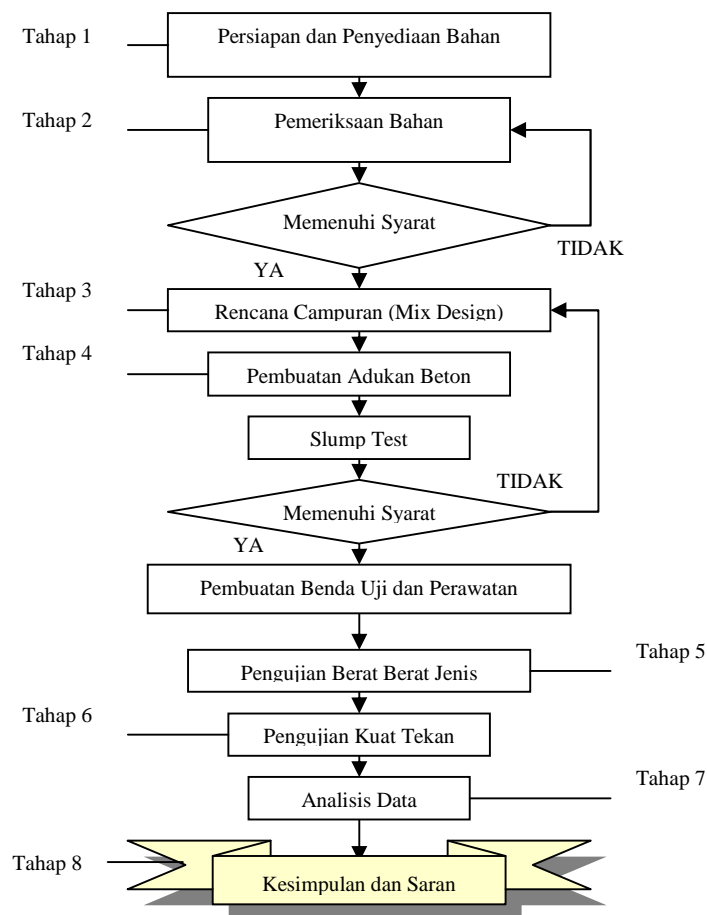 Tahap 1
Persiapan dan Penyediaan Bahan
Tahap 2
Pemeriksaan Bahan
Memenuhi Syarat
TIDAK
YA
Tahap 3
Rencana Campuran (Mix Design)
Tahap 4
Pembuatan Adukan Beton
Slump Test
TIDAK
Memenuhi Syarat
YA
Pembuatan Benda Uji dan Perawatan
Tahap 5
Pengujian Berat Berat Jenis
Tahap 6
Pengujian Kuat Tekan
Tahap 7
Analisis Data
Tahap 8
Kesimpulan dan Saran